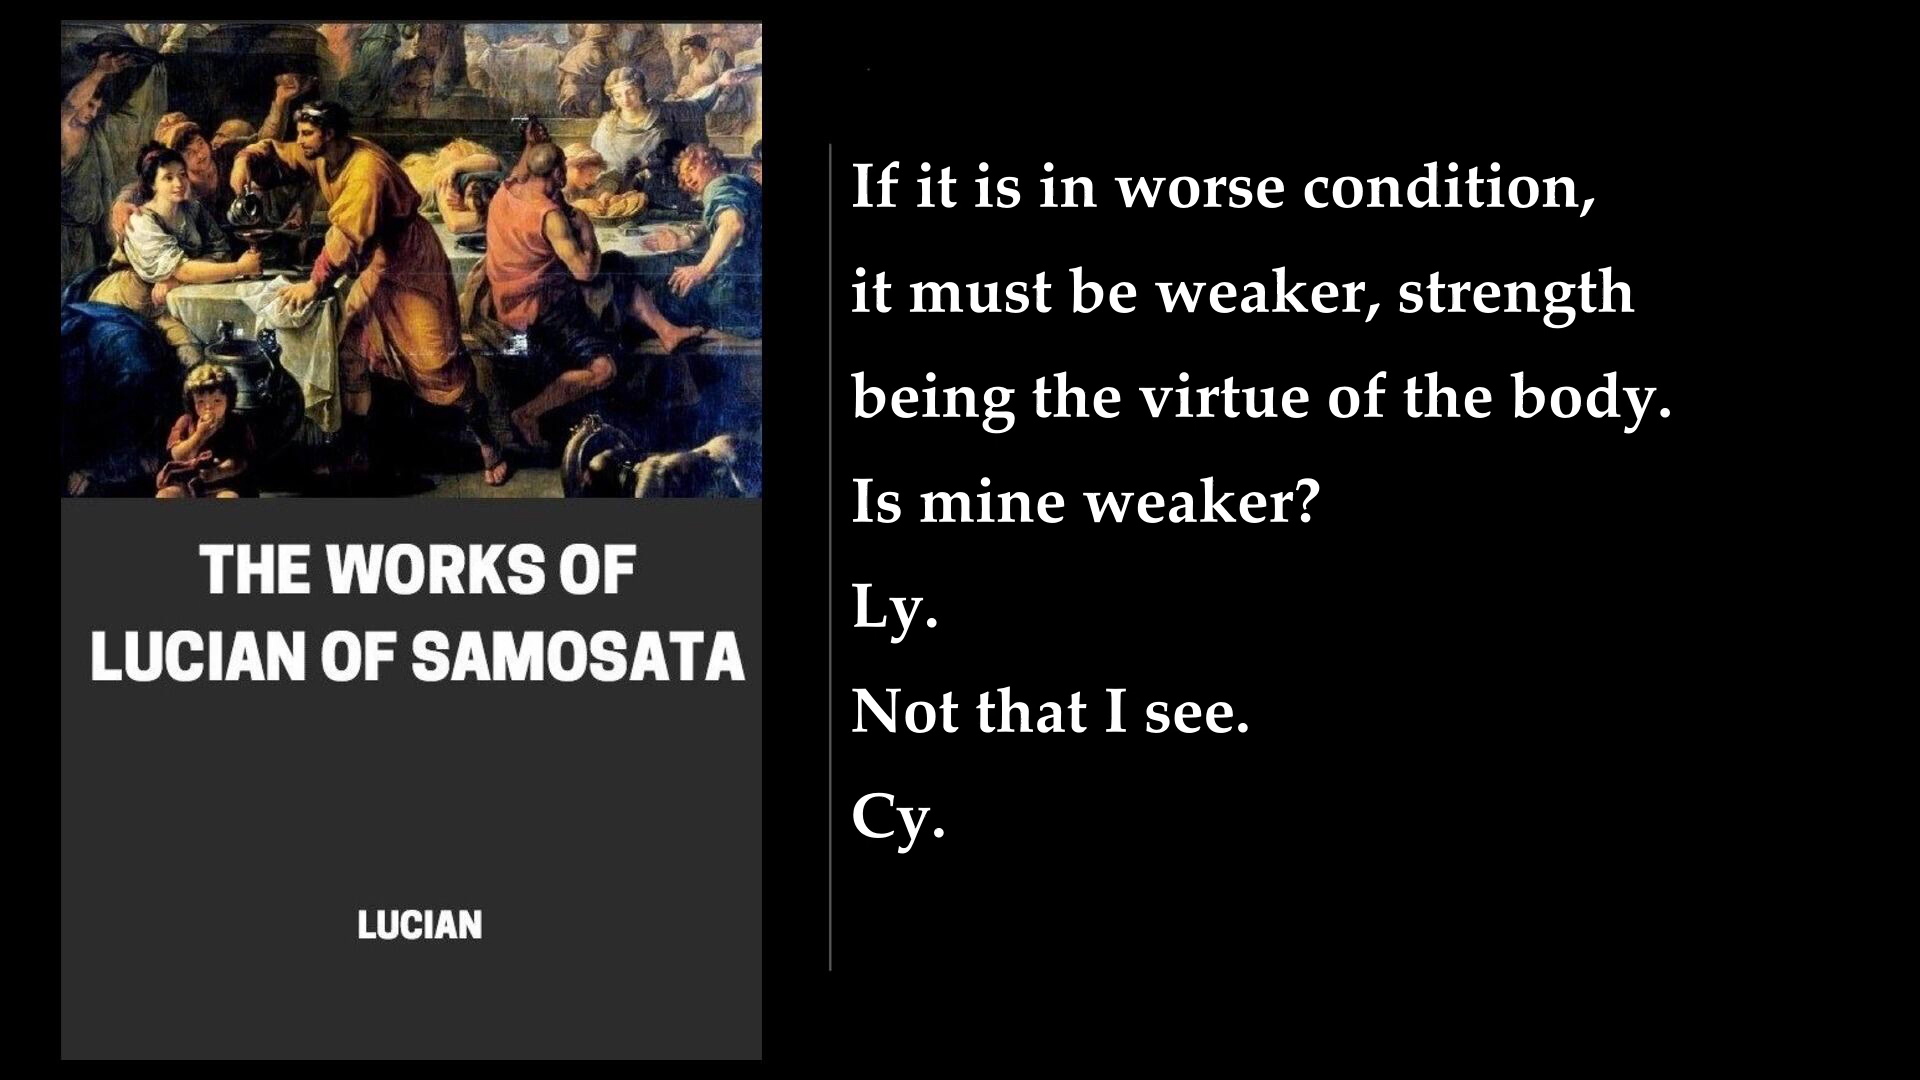 THE WORKS OF
LUCIAN OF SAMOSATA
LUCIAN
If it is in worse condition,
it must be weaker, strength
being the virtue of the body.
Is mine weaker?
Ly.
Not that I see.
Cy.